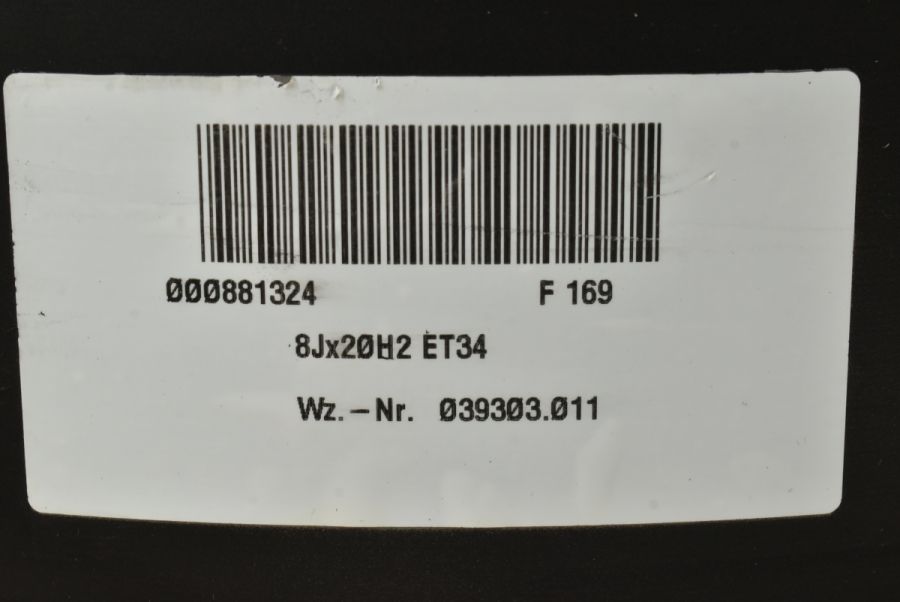 000881324 F 169
8Jx20H2 ET34
Wz.-Nr. 039303.011